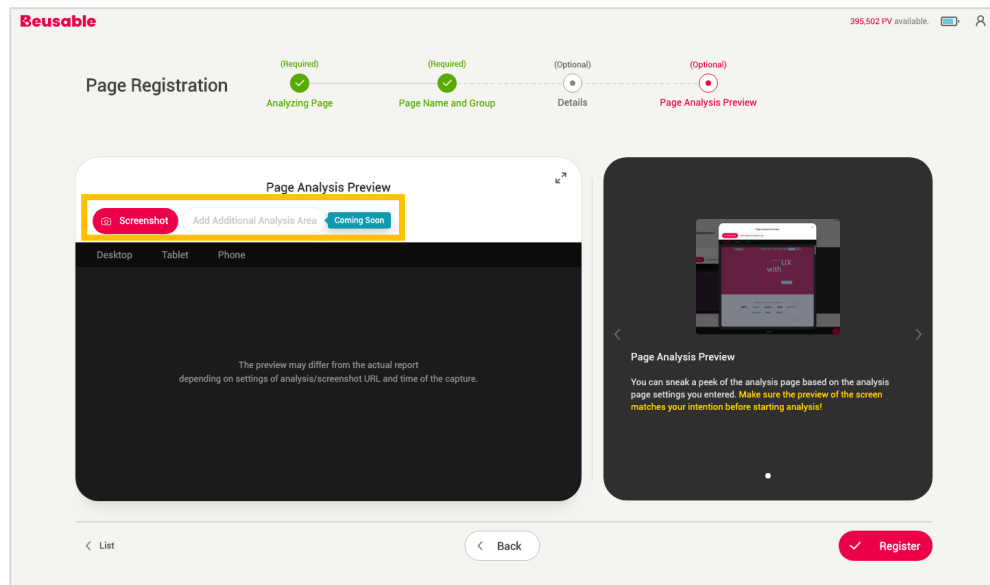 Beusable
395,502 PV available.
Page Registration
(Required)
Analyzing Page
(Required)
Page Name and Group
(Optional)
Details
(Optional)
Page Analysis Preview
Page Analysis Preview
Screenshot
Add Additional Analysis Area
Coming Soon
Desktop Tablet Phone
The preview may differ from the actual report
depending on settings of analysis/screenshot URL and time of the capture.
UX
with
Page Analysis Preview
You can sneak a peek of the analysis page based on the analysis
page settings you entered. Make sure the preview of the screen
matches your intention before starting analysis!
List
Back
Register